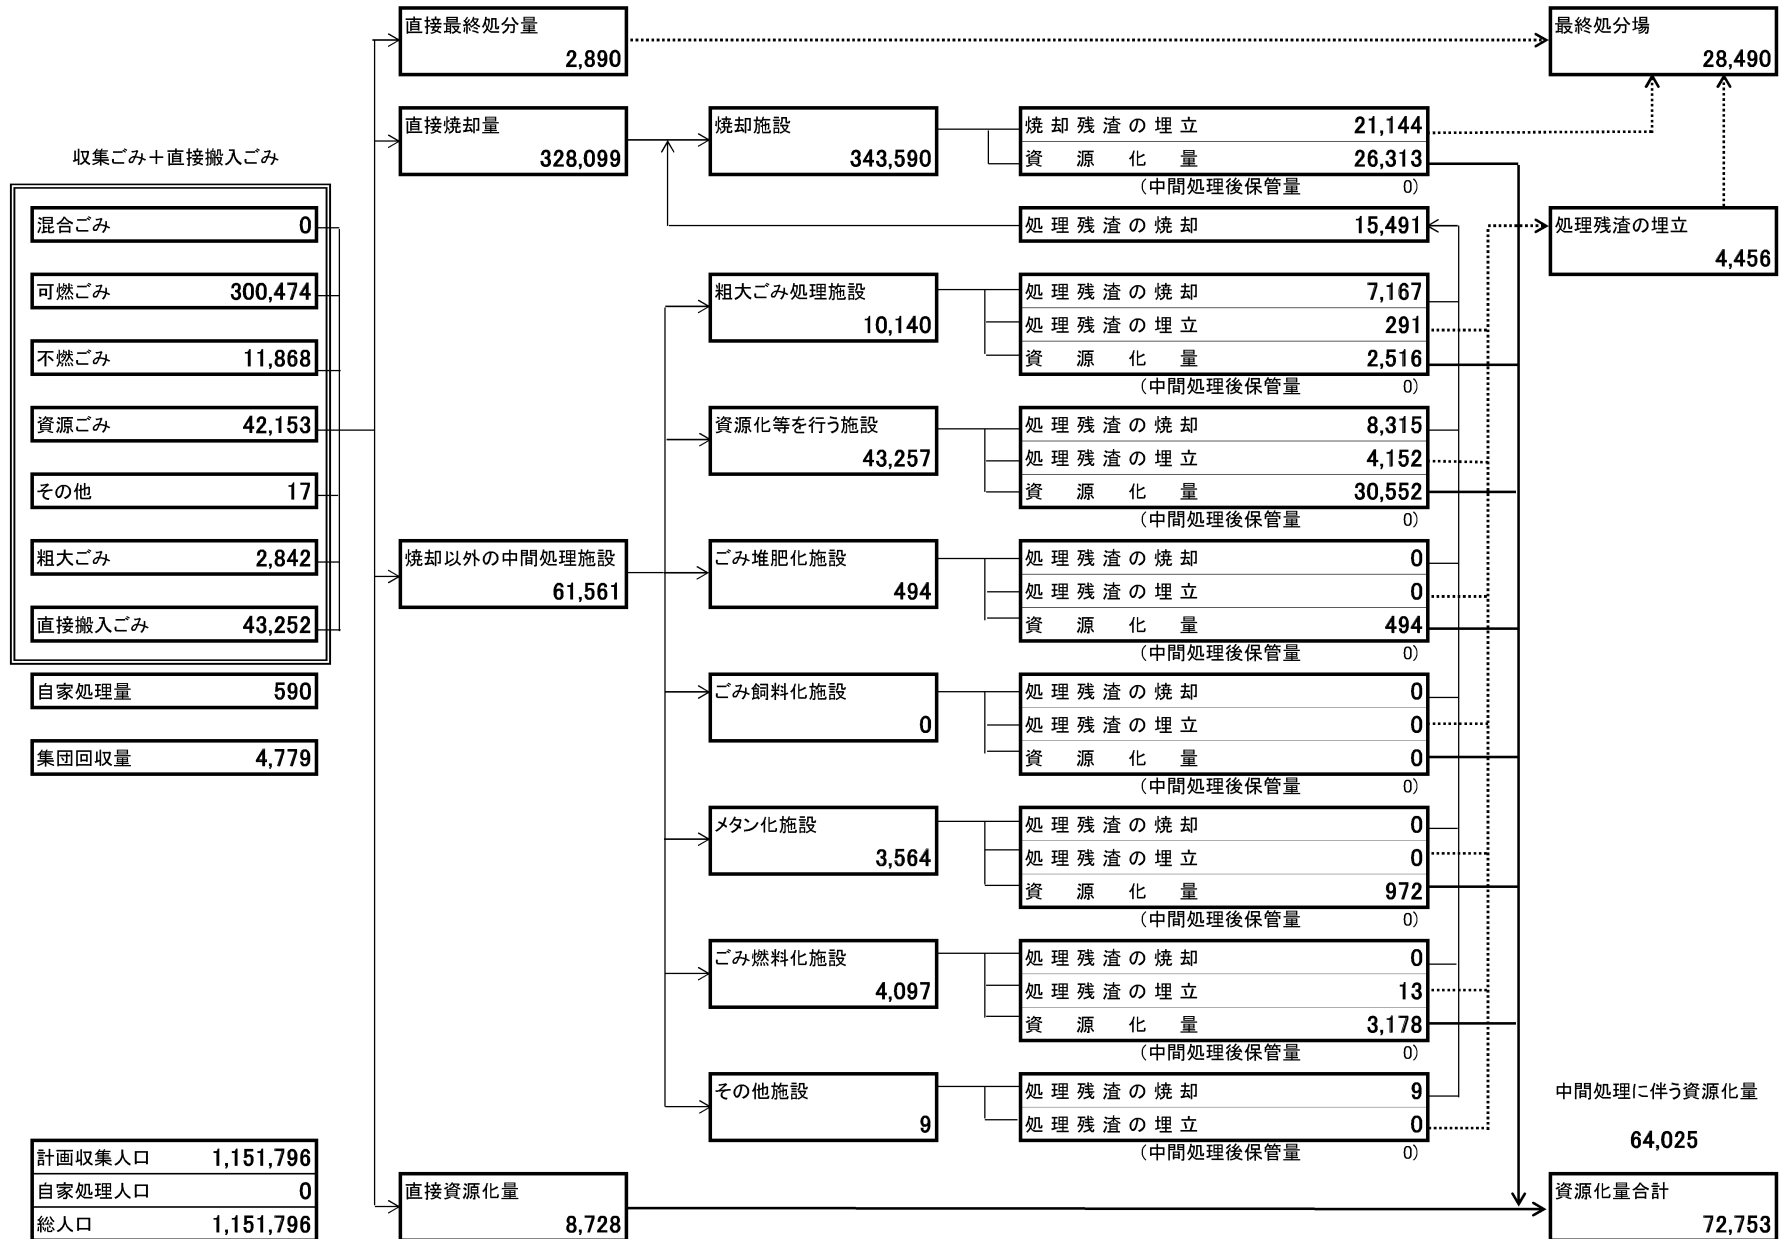 直接最終処分量
2,890
最終処分場
28,490
直接焼却量
328,099
焼却施設
343,590
焼却残渣の埋立 21,144
資源化量 26,313
(中間処理後保管量 0)
処理残渣の焼却 15,491
処理残渣の埋立
4,456
収集ごみ＋直接搬入ごみ
混合ごみ 0
可燃ごみ 300,474
不燃ごみ 11,868
資源ごみ 42,153
その他 17
粗大ごみ 2,842
直接搬入ごみ 43,252
自家処理量 590
集団回収量 4,779
焼却以外の中間処理施設
61,561
粗大ごみ処理施設
10,140
処理残渣の焼却 7,167
処理残渣の埋立 291
資源化量 2,516
(中間処理後保管量 0)
資源化等を行う施設
43,257
処理残渣の焼却 8,315
処理残渣の埋立 4,152
資源化量 30,552
(中間処理後保管量 0)
ごみ堆肥化施設
494
処理残渣の焼却 0
処理残渣の埋立 0
資源化量 494
(中間処理後保管量 0)
ごみ飼料化施設
0
処理残渣の焼却 0
処理残渣の埋立 0
資源化量 0
(中間処理後保管量 0)
メタン化施設
3,564
処理残渣の焼却 0
処理残渣の埋立 0
資源化量 972
(中間処理後保管量 0)
ごみ燃料化施設
4,097
処理残渣の焼却 0
処理残渣の埋立 13
資源化量 3,178
(中間処理後保管量 0)
その他施設
9
処理残渣の焼却 9
処理残渣の埋立 0
(中間処理後保管量 0)
中間処理に伴う資源化量
64,025
計画収集人口 1,151,796
自家処理人口 0
総人口 1,151,796
直接資源化量
8,728
資源化量合計
72,753